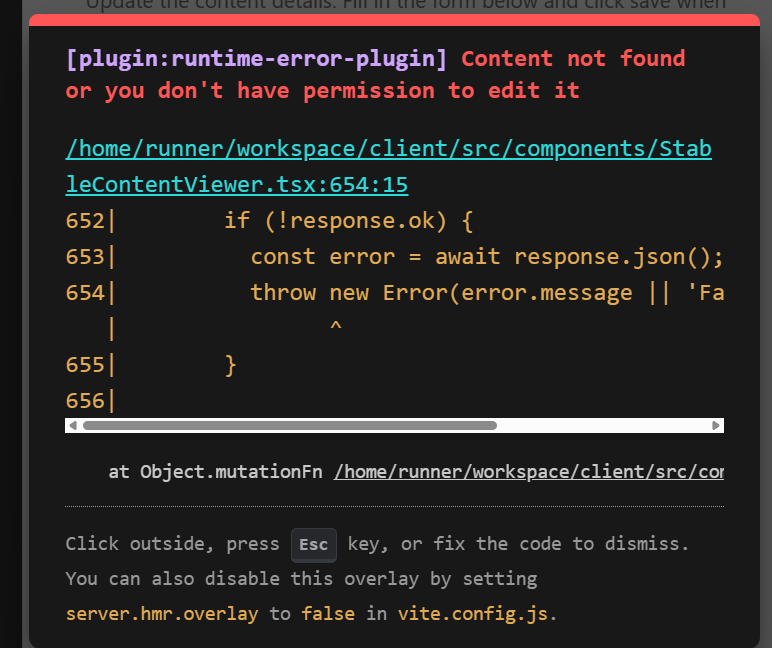 Update the content details. Fill in the form below and click save when
[plugin:runtime-error-plugin] Content not found
or you don't have permission to edit it
/home/runner/workspace/client/src/components/Stab
leContentViewer.tsx:654:15
652|        if (!response.ok) {
653|          const error = await response.json();
654|          throw new Error(error.message || 'Fa
   |                ^
655|        }
656|
at Object.mutationFn /home/runner/workspace/client/src/com
Click outside, press Esc key, or fix the code to dismiss.
You can also disable this overlay by setting
server.hmr.overlay to false in vite.config.js.